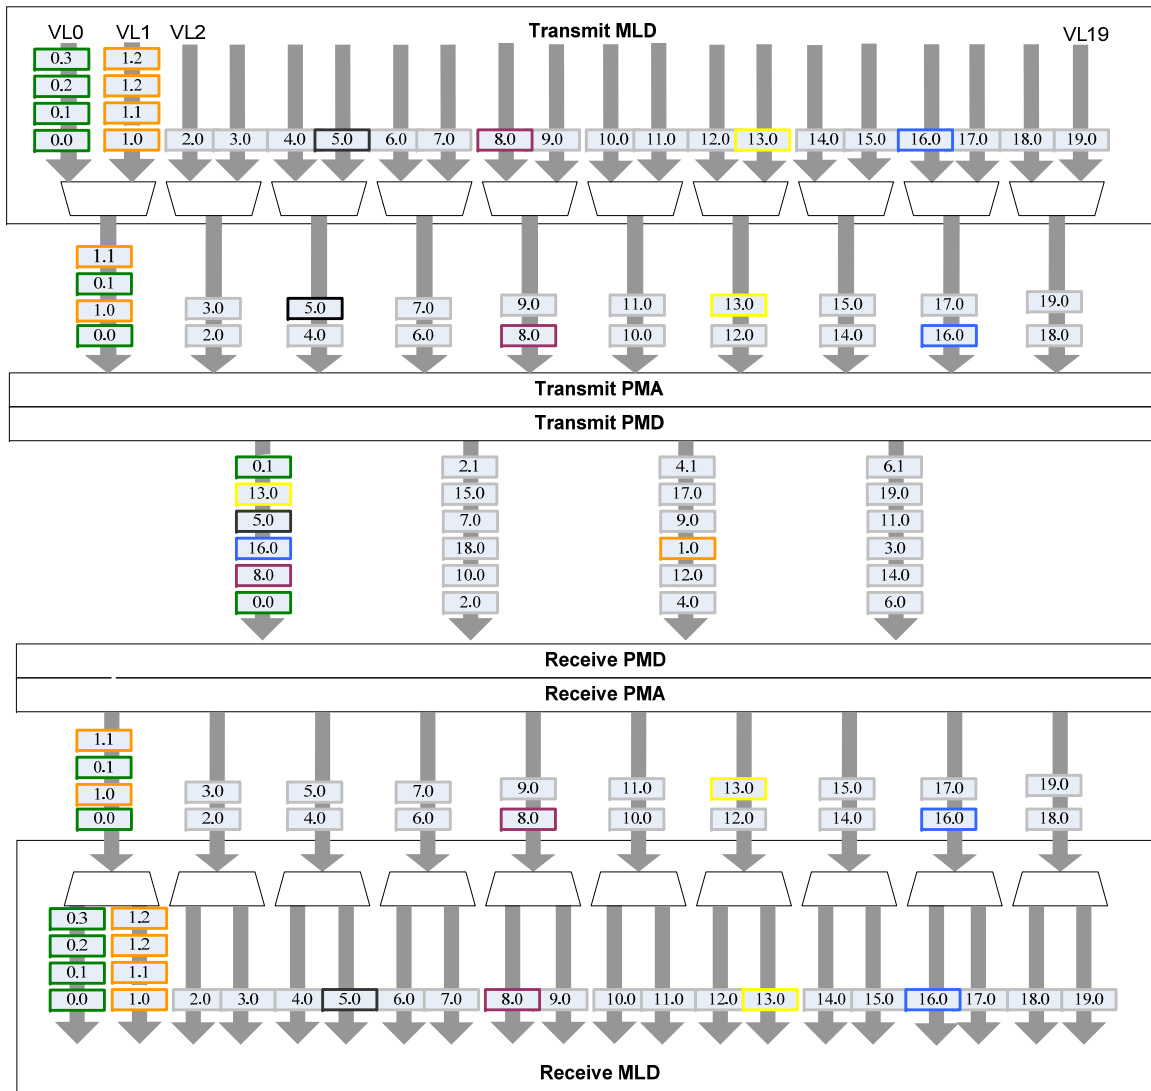 Transmit MLD
VL0 VL1 VL2 VL19
0.3 1.2
0.2 1.2
0.1 1.1
0.0 1.0 2.0 3.0 4.0 5.0 6.0 7.0 8.0 9.0 10.0 11.0 12.0 13.0 14.0 15.0 16.0 17.0 18.0 19.0
1.1
0.1
1.0 3.0 5.0 7.0 9.0 11.0 13.0 15.0 17.0 19.0
0.0 2.0 4.0 6.0 8.0 10.0 12.0 14.0 16.0 18.0
Transmit PMA
Transmit PMD
0.1 2.1 4.1 6.1
13.0 15.0 17.0 19.0
5.0 7.0 9.0 11.0
16.0 18.0 1.0 3.0
8.0 10.0 12.0 14.0
0.0 2.0 4.0 6.0
Receive PMD
Receive PMA
1.1
0.1
1.0 3.0 5.0 7.0 9.0 11.0 13.0 15.0 17.0 19.0
0.0 2.0 4.0 6.0 8.0 10.0 12.0 14.0 16.0 18.0
0.3 1.2
0.2 1.2
0.1 1.1
0.0 1.0 2.0 3.0 4.0 5.0 6.0 7.0 8.0 9.0 10.0 11.0 12.0 13.0 14.0 15.0 16.0 17.0 18.0 19.0
Receive MLD